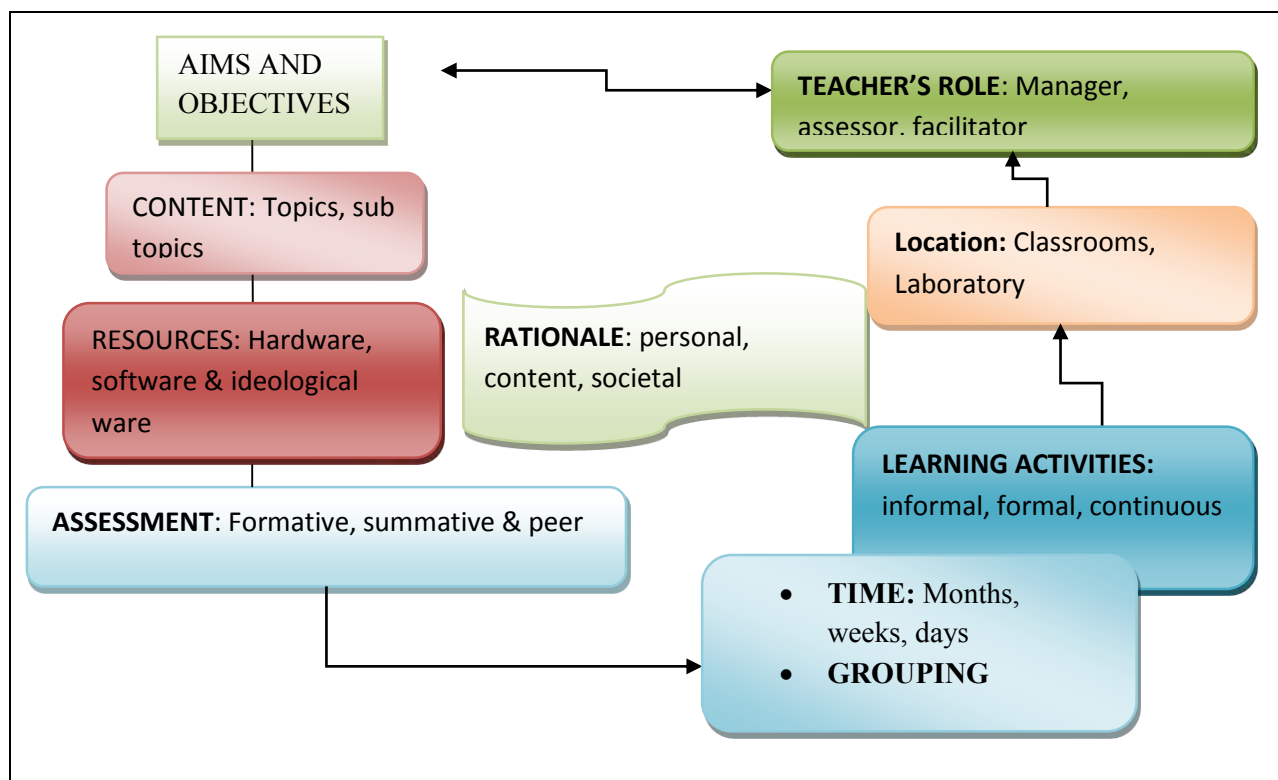 AIMS AND
OBJECTIVES
TEACHER’S ROLE: Manager,
assessor, facilitator
CONTENT: Topics, sub
topics
Location: Classrooms,
Laboratory
RESOURCES: Hardware,
software & ideological
ware
RATIONALE: personal,
content, societal
LEARNING ACTIVITIES:
informal, formal, continuous
ASSESSMENT: Formative, summative & peer
• TIME: Months,
weeks, days
• GROUPING